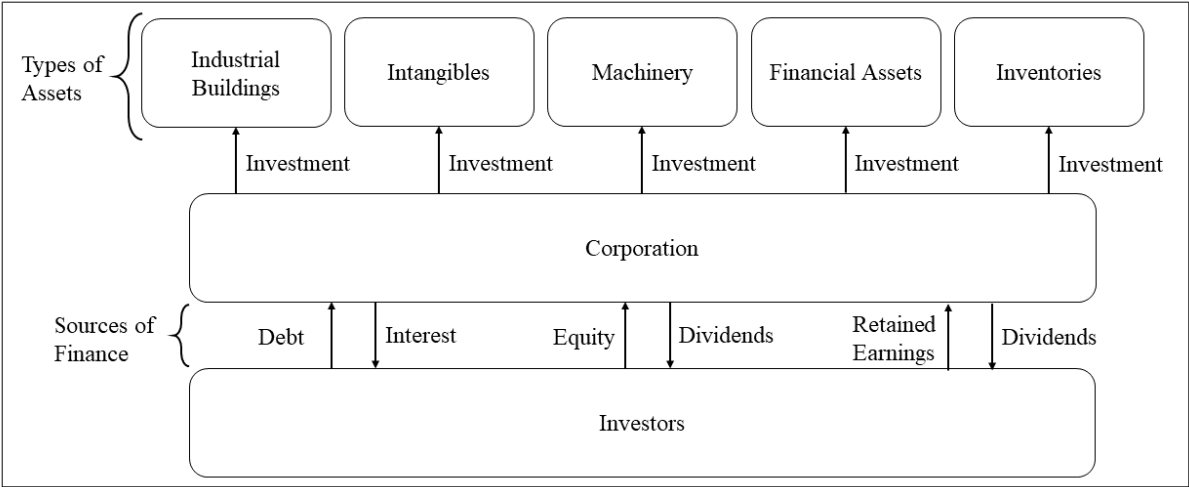 Types of
Assets
Industrial
Buildings
Intangibles
Machinery
Financial Assets
Inventories
Investment
Investment
Investment
Investment
Investment
Corporation
Sources of
Finance
Debt
Interest
Equity
Dividends
Retained
Earnings
Dividends
Investors